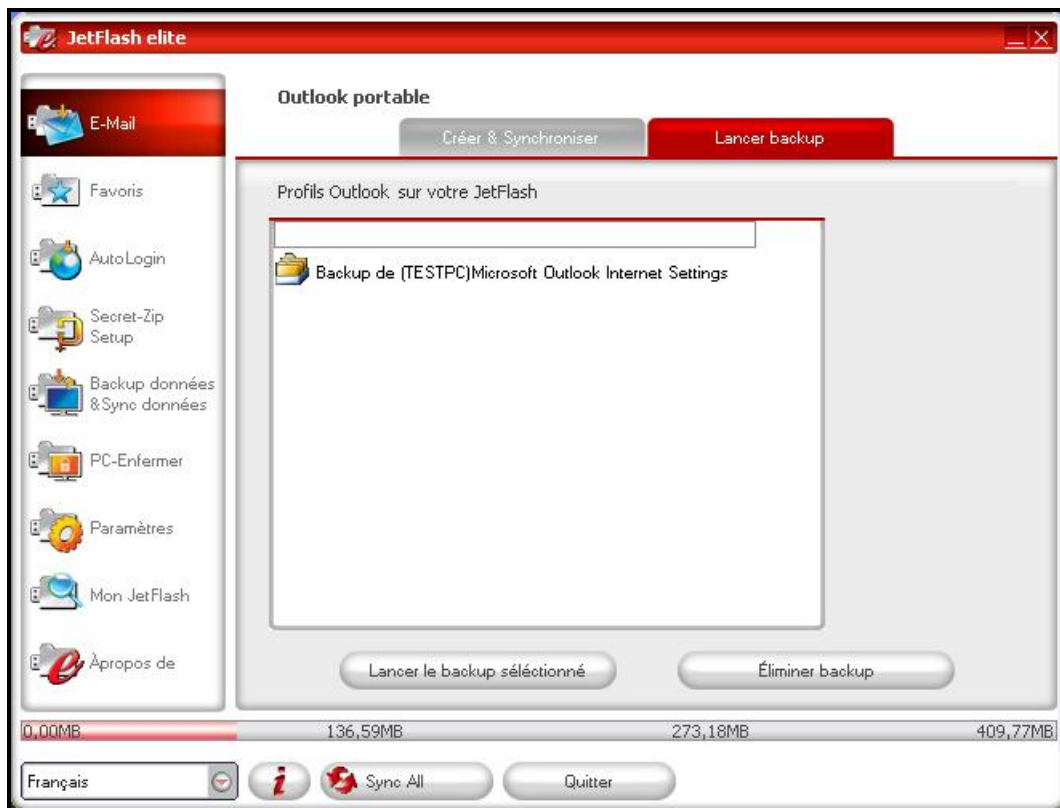 JetFlash elite
E-Mail
Favoris
AutoLogin
Secret-Zip
Setup
Backup données
&Sync données
PC-Enfermer
Paramètres
Mon JetFlash
Àpropos de
Outlook portable
Créer & Synchroniser
Lancer backup
Profils Outlook sur votre JetFlash
Backup de (TESTPC)Microsoft Outlook Internet Settings
Lancer le backup séléctionné
Éliminer backup
0,00MB 136,59MB 273,18MB 409,77MB
Français
i
Sync All
Quitter